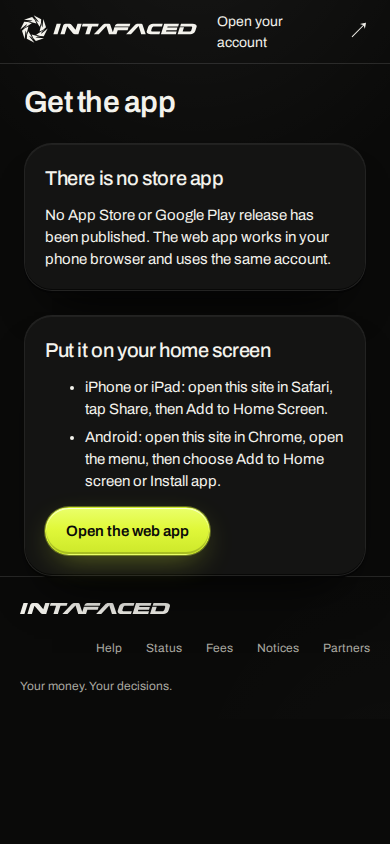 INTAFACED
Open your
account
Get the app
There is no store app
No App Store or Google Play release has
been published. The web app works in your
phone browser and uses the same account.
Put it on your home screen
• iPhone or iPad: open this site in Safari,
tap Share, then Add to Home Screen.
• Android: open this site in Chrome, open
the menu, then choose Add to Home
screen or Install app.
Open the web app
INTAFACED
Help Status Fees Notices Partners
Your money. Your decisions.